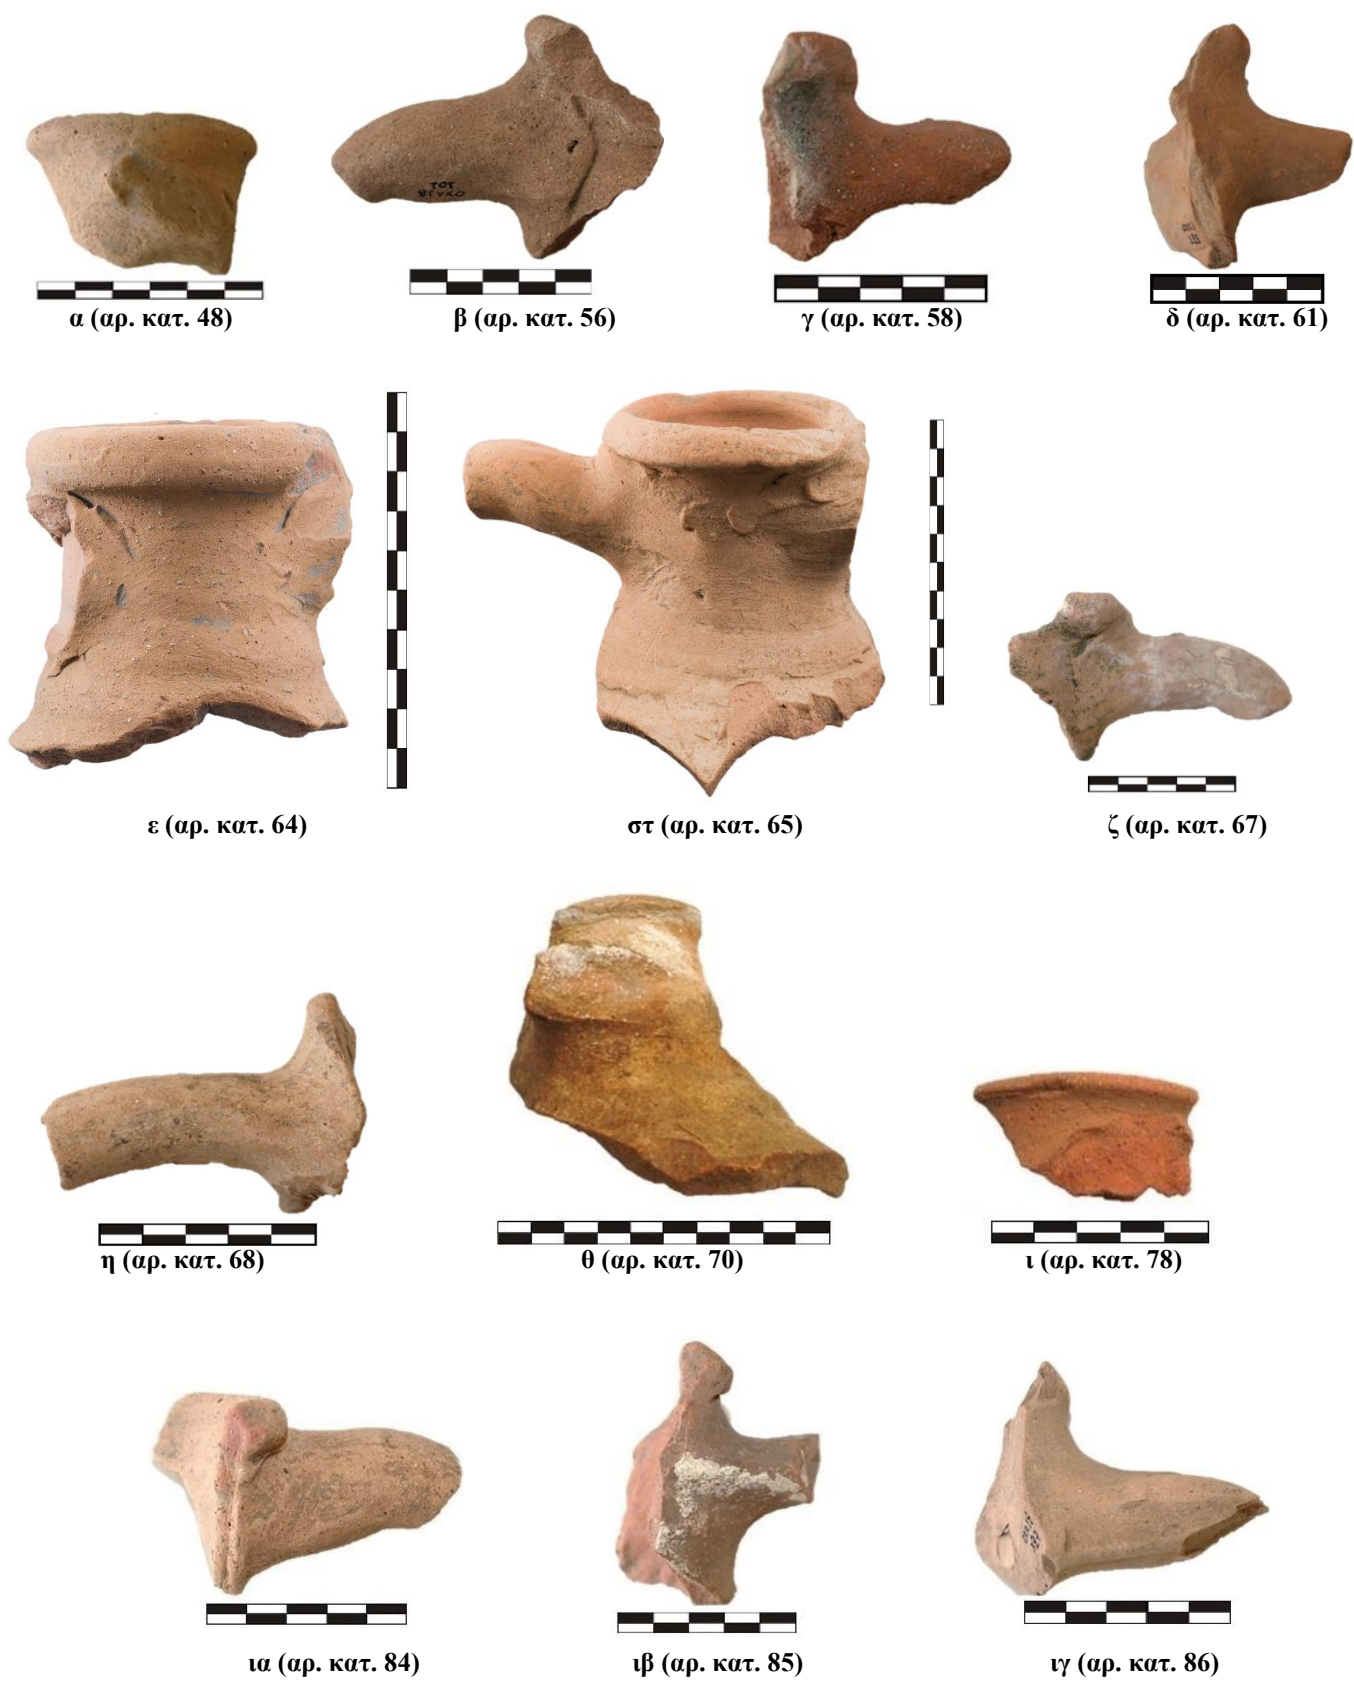 α (αρ. κατ. 48)
β (αρ. κατ. 56)
γ (αρ. κατ. 58)
δ (αρ. κατ. 61)
ε (αρ. κατ. 64)
στ (αρ. κατ. 65)
ζ (αρ. κατ. 67)
η (αρ. κατ. 68)
θ (αρ. κατ. 70)
ι (αρ. κατ. 78)
ια (αρ. κατ. 84)
ιβ (αρ. κατ. 85)
ιγ (αρ. κατ. 86)